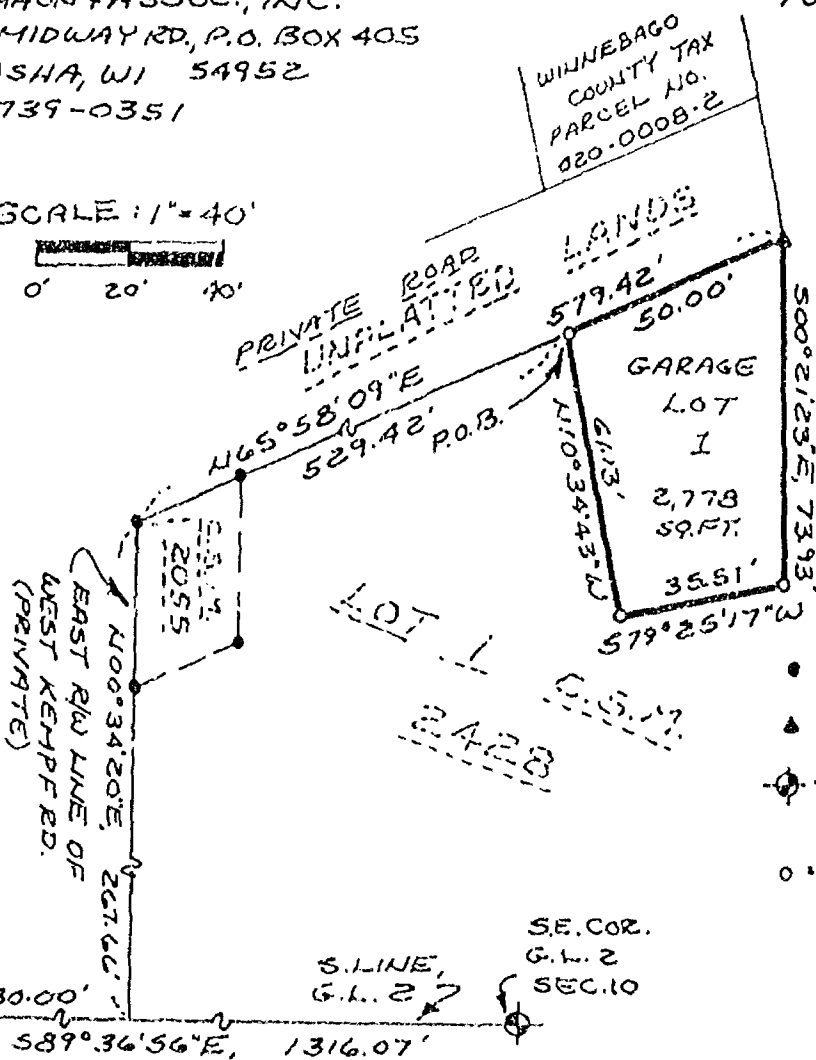 MIDWAY RD., P.O. BOX 405
SHA, WI 54952
739-0351
WINNEBAGO
COUNTY TAX
PARCEL NO.
020-0008-2
SCALE: 1"=40'
0' 20' 40'
PRIVATE ROAD
UNPLATTED LANDS
579.42'
50.00'
N65°58'09"E
529.42'
P.O.B.
GARAGE
LOT
1
2,778
SQ.FT.
S00°21'23"E, 73.93'
61.13'
N10°34'43"W
35.51'
S79°25'17"W
C.S.M.
2055
LOT 1 C.S.M.
2428
N00°34'20"E, 267.66'
EAST R/W LINE OF
WEST KEMPF RD.
(PRIVATE)
S.E. COR.
G.L. 2
SEC.10
S. LINE,
G.L. 2
30.00'
S89°36'56"E, 1316.07'